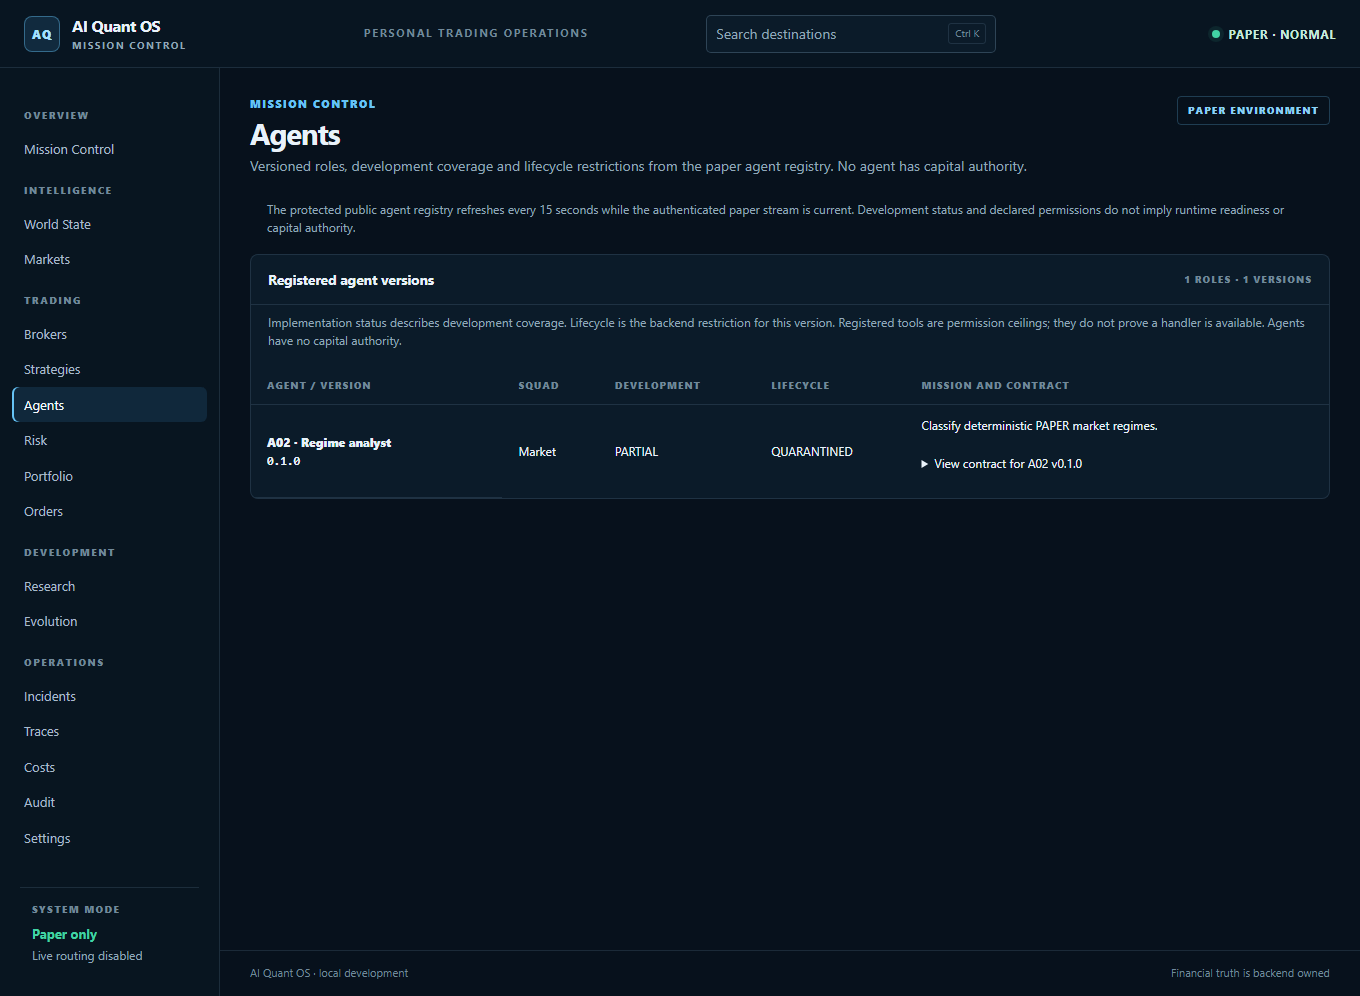 AQ
AI Quant OS
MISSION CONTROL
PERSONAL TRADING OPERATIONS
Search destinations
Ctrl K
PAPER · NORMAL
OVERVIEW
Mission Control
INTELLIGENCE
World State
Markets
TRADING
Brokers
Strategies
Agents
Risk
Portfolio
Orders
DEVELOPMENT
Research
Evolution
OPERATIONS
Incidents
Traces
Costs
Audit
Settings
SYSTEM MODE
Paper only
Live routing disabled
MISSION CONTROL
Agents
Versioned roles, development coverage and lifecycle restrictions from the paper agent registry. No agent has capital authority.
PAPER ENVIRONMENT
The protected public agent registry refreshes every 15 seconds while the authenticated paper stream is current. Development status and declared permissions do not imply runtime readiness or
capital authority.
Registered agent versions
1 ROLES · 1 VERSIONS
Implementation status describes development coverage. Lifecycle is the backend restriction for this version. Registered tools are permission ceilings; they do not prove a handler is available. Agents
have no capital authority.
AGENT / VERSION SQUAD DEVELOPMENT LIFECYCLE MISSION AND CONTRACT
A02 · Regime analyst
0.1.0
Market
PARTIAL
QUARANTINED
Classify deterministic PAPER market regimes.
View contract for A02 v0.1.0
AI Quant OS · local development
Financial truth is backend owned